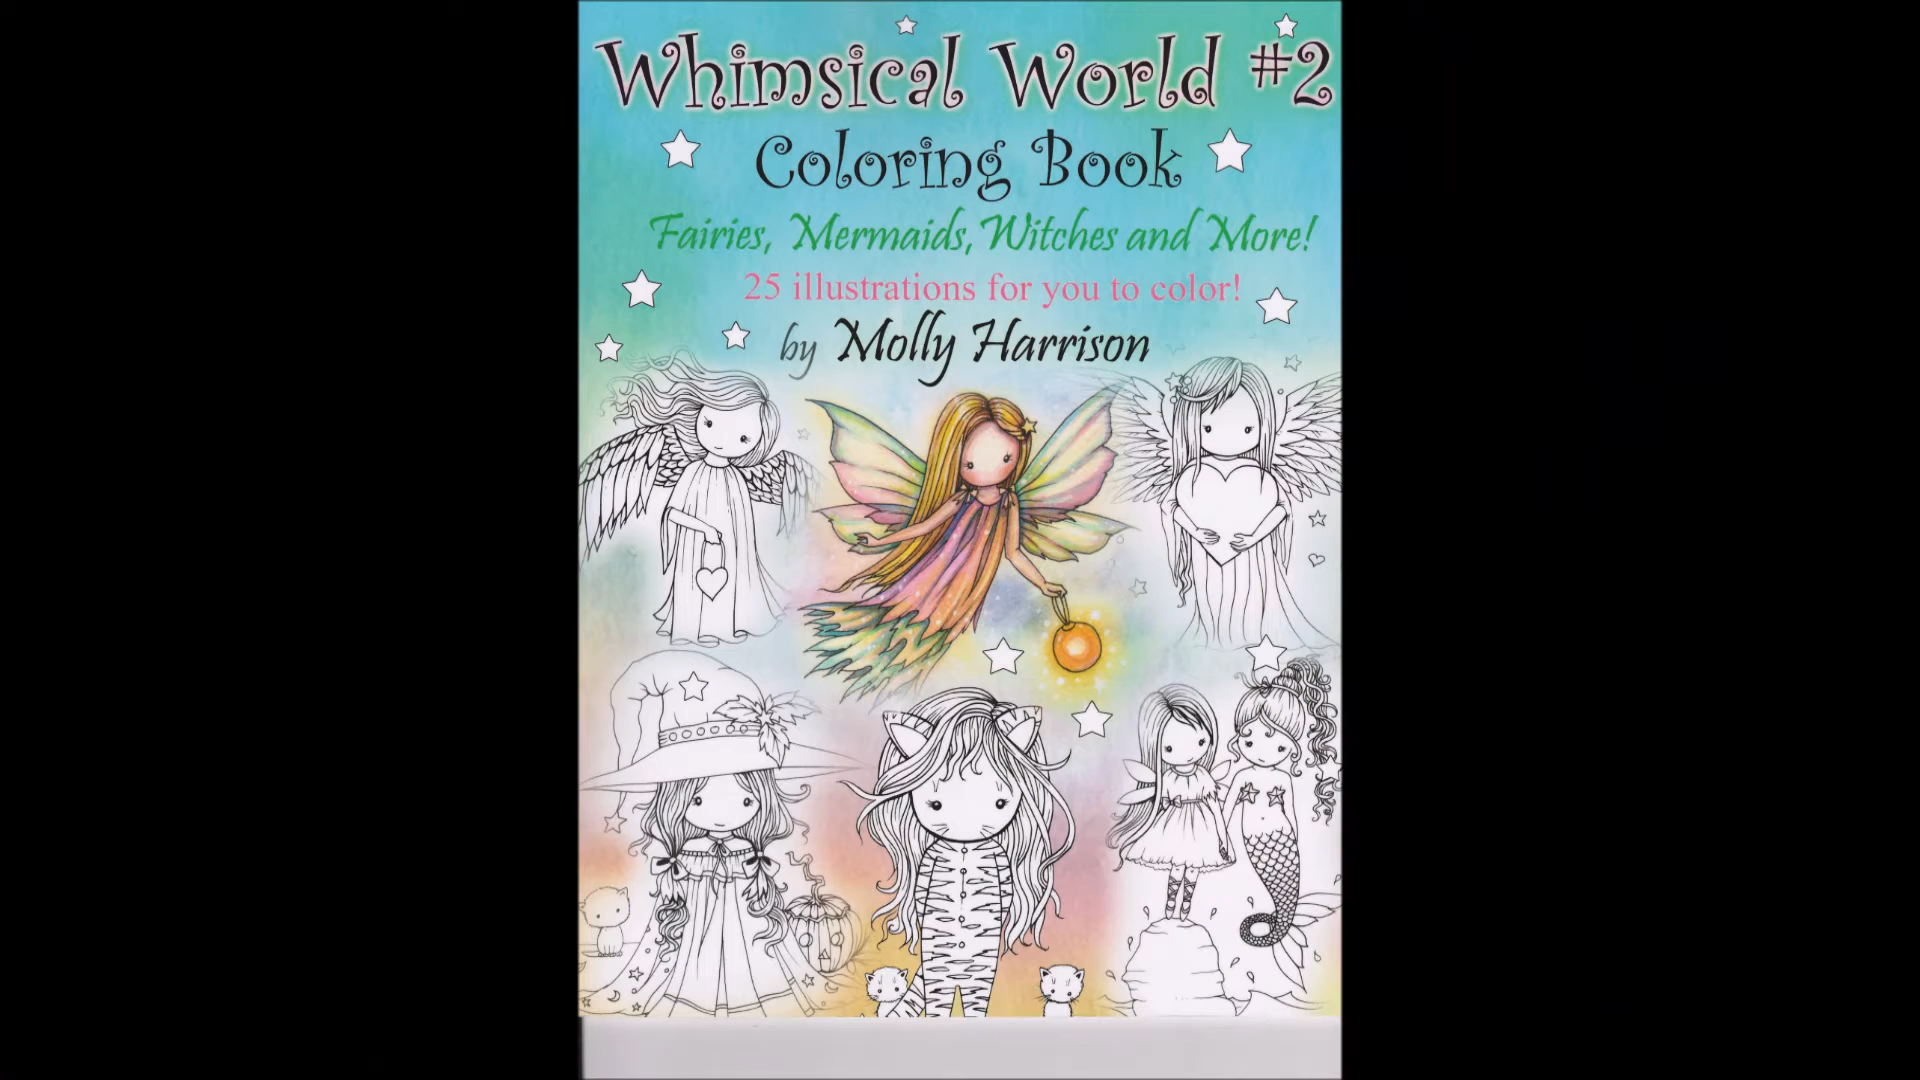 Whimsical World #2
Coloring Book
Fairies, Mermaids, Witches and More!
25 illustrations for you to color!
by Molly Harrison